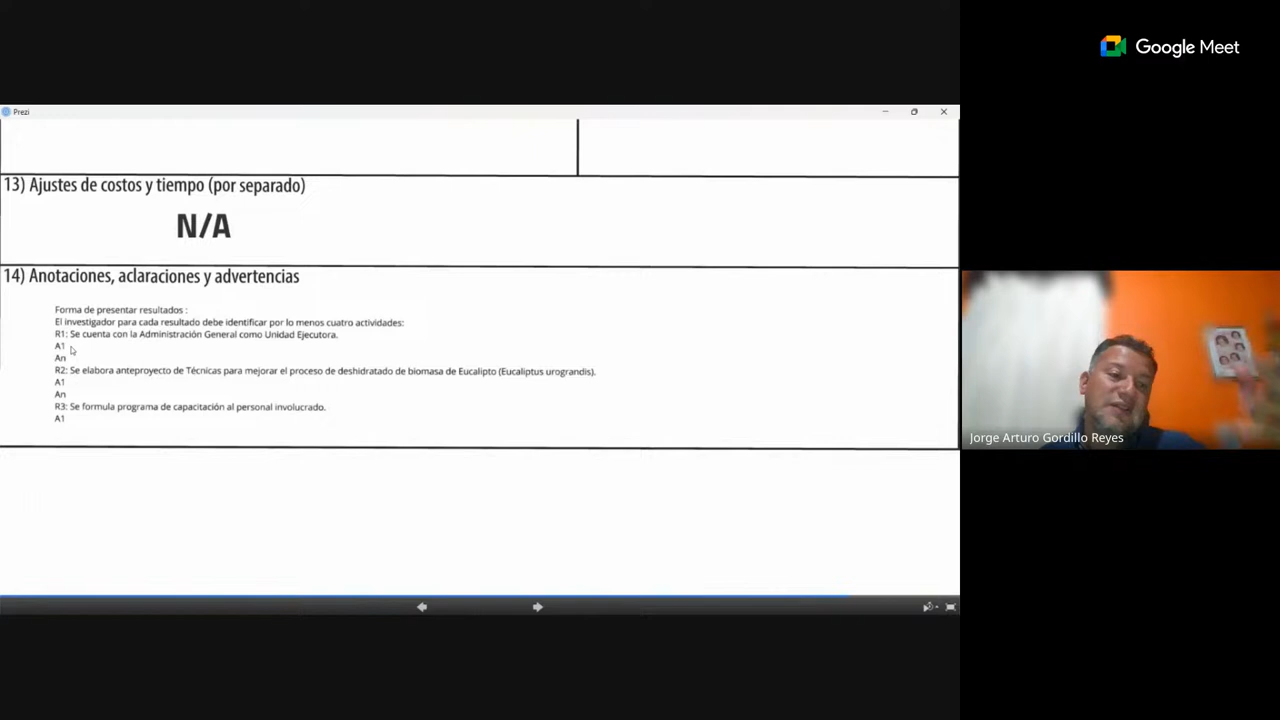 Google Meet
Prezi
13) Ajustes de costos y tiempo (por separado)
N/A
14) Anotaciones, aclaraciones y advertencias
Forma de presentar resultados :
El investigador para cada resultado debe identificar por lo menos cuatro actividades:
R1: Se cuenta con la Administración General como Unidad Ejecutora.
A1
An
R2: Se elabora anteproyecto de Técnicas para mejorar el proceso de deshidratado de biomasa de Eucalipto (Eucaliptus urograndis).
A1
An
R3: Se formula programa de capacitación al personal involucrado.
A1
Jorge Arturo Gordillo Reyes